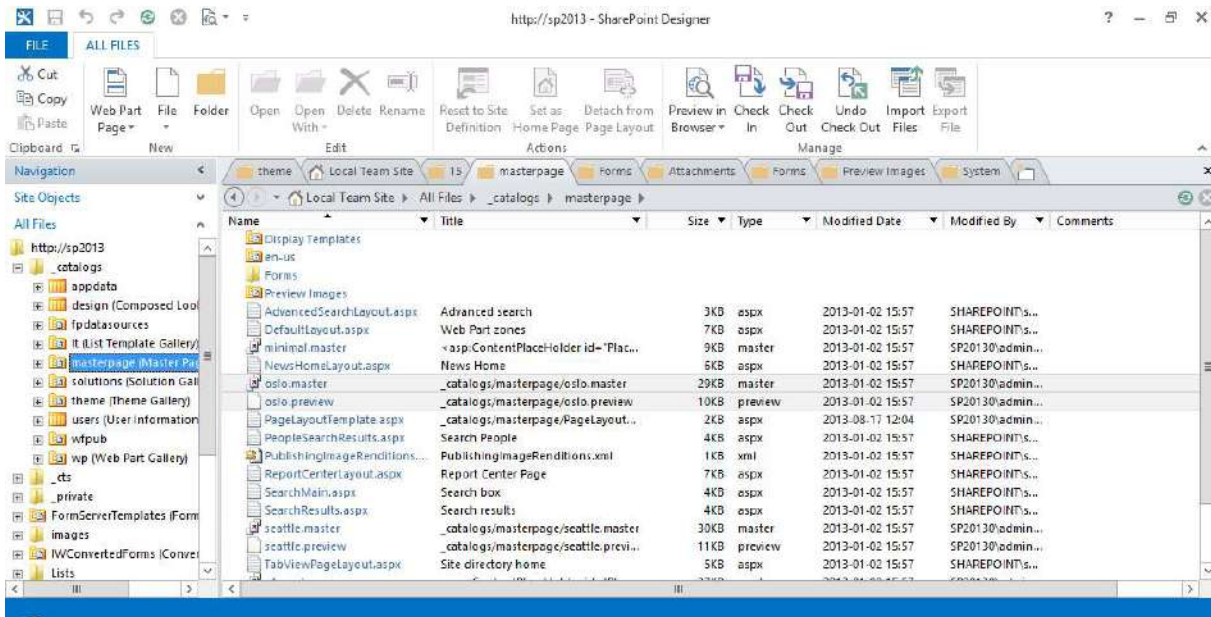 http://sp2013 - SharePoint Designer
FILE ALL FILES
Cut
Copy
Paste
Clipboard
Web Part Page
File
Folder
New
Open
Open With
Delete
Rename
Edit
Reset to Site Definition
Set as Home Page
Detach from Page Layout
Actions
Preview in Browser
Check In
Check Out
Undo Check Out
Import Files
Export File
Manage
Navigation
Site Objects
All Files
http://sp2013
_catalogs
appdata
design (Composed Lool
fpdatasources
lt (List Template Gallery)
masterpage (Master Pa
solutions (Solution Gall
theme (Theme Gallery)
users (User Information
wfpub
wp (Web Part Gallery)
_cts
_private
FormServerTemplates (Form
images
IWConvertedForms (Conver
Lists
theme Local Team Site 15 masterpage Forms Attachments Forms Preview Images System
Local Team Site All Files _catalogs masterpage
Name Title Size Type Modified Date Modified By Comments
Display Templates
en-us
Forms
Preview Images
AdvancedSearchLayout.aspx Advanced search 3KB aspx 2013-01-02 15:57 SHAREPOINT\s...
DefaultLayout.aspx Web Part zones 7KB aspx 2013-01-02 15:57 SHAREPOINT\s...
minimal.master <asp:ContentPlaceHolder id="Plac... 9KB master 2013-01-02 15:57 SP20130\admin...
NewsHomeLayout.aspx News Home 6KB aspx 2013-01-02 15:57 SHAREPOINT\s...
oslo.master _catalogs/masterpage/oslo.master 29KB master 2013-01-02 15:57 SP20130\admin...
oslo.preview _catalogs/masterpage/oslo.preview 10KB preview 2013-01-02 15:57 SP20130\admin...
PageLayoutTemplate.aspx _catalogs/masterpage/PageLayout... 2KB aspx 2013-08-17 12:04 SP20130\admin...
PeopleSearchResults.aspx Search People 4KB aspx 2013-01-02 15:57 SHAREPOINT\s...
PublishingImageRenditions.... PublishingImageRenditions.xml 1KB xml 2013-01-02 15:57 SHAREPOINT\s...
ReportCenterLayout.aspx Report Center Page 7KB aspx 2013-01-02 15:57 SHAREPOINT\s...
SearchMain.aspx Search box 4KB aspx 2013-01-02 15:57 SHAREPOINT\s...
SearchResults.aspx Search results 4KB aspx 2013-01-02 15:57 SHAREPOINT\s...
seattle.master _catalogs/masterpage/seattle.master 30KB master 2013-01-02 15:57 SP20130\admin...
seattle.preview _catalogs/masterpage/seattle.previ... 11KB preview 2013-01-02 15:57 SP20130\admin...
TabViewPageLayout.aspx Site directory home 5KB aspx 2013-01-02 15:57 SHAREPOINT\s...